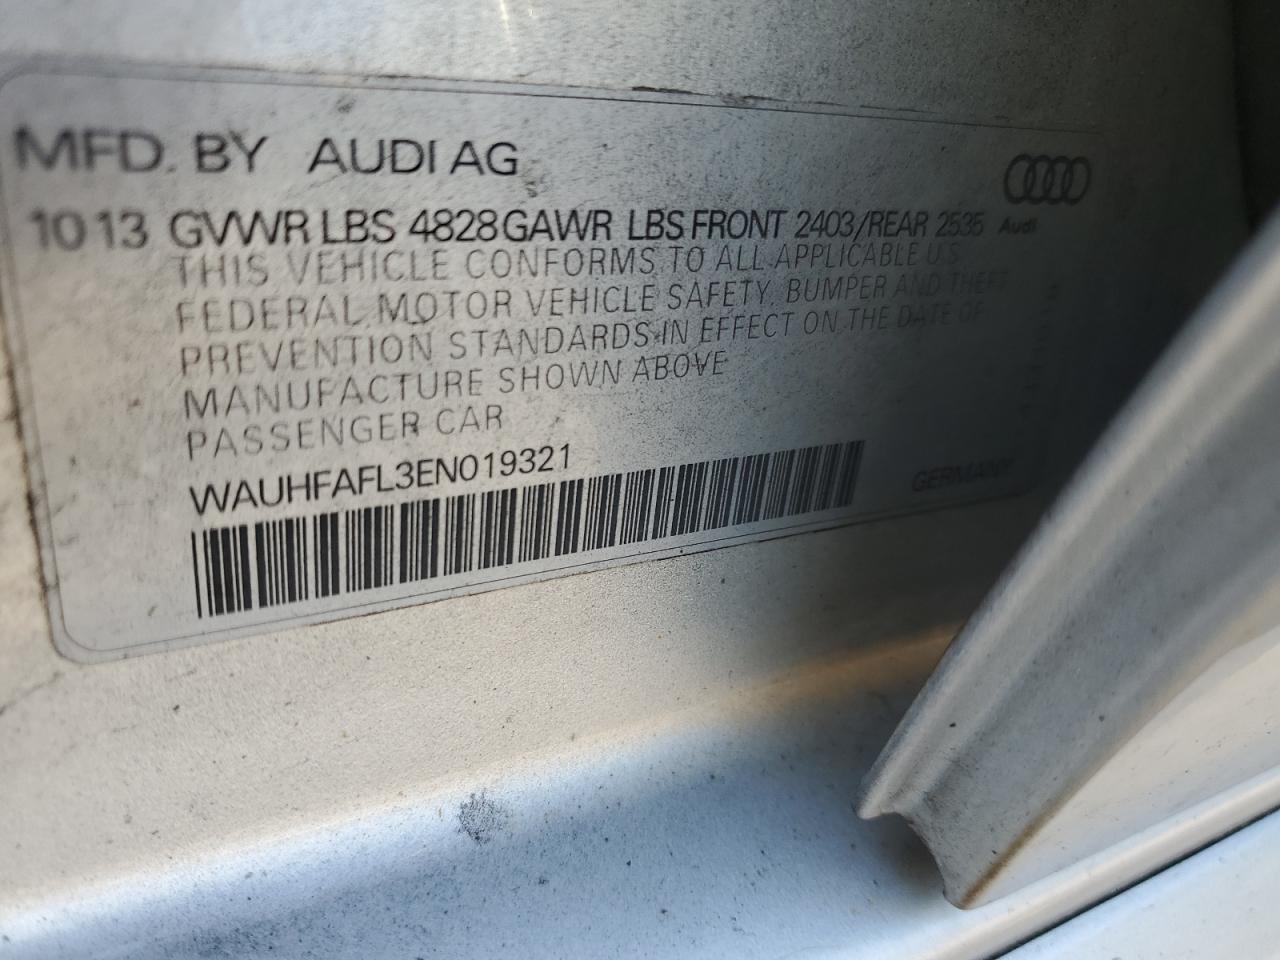 MFD. BY AUDI AG
10 13 GVWR LBS 4828 GAWR LBS FRONT 2403/REAR 2535 Audi
THIS VEHICLE CONFORMS TO ALL APPLICABLE U.S.
FEDERAL MOTOR VEHICLE SAFETY, BUMPER AND THEFT
PREVENTION STANDARDS IN EFFECT ON THE DATE OF
MANUFACTURE SHOWN ABOVE
PASSENGER CAR
WAUHFAFL3EN019321
GERMANY